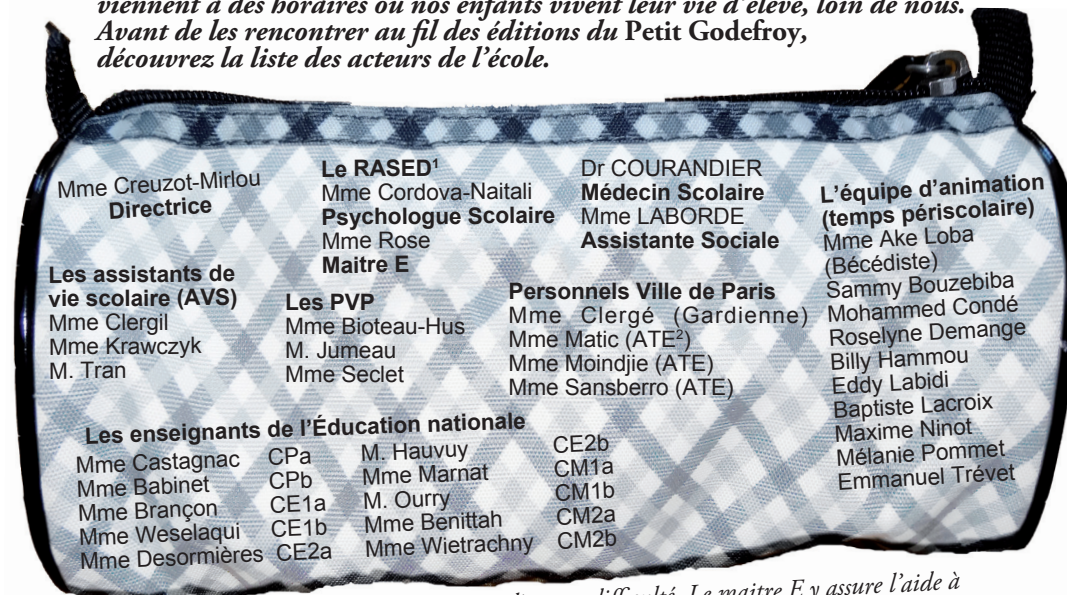 viennent à des horaires où nos enfants vivent leur vie d'élève, loin de nous.
Avant de les rencontrer au fil des éditions du Petit Godefroy,
découvrez la liste des acteurs de l'école.
Mme Creuzot-Mirlou
Directrice
Le RASED¹
Mme Cordova-Naitali
Psychologue Scolaire
Mme Rose
Maitre E
Dr COURANDIER
Médecin Scolaire
Mme LABORDE
Assistante Sociale
L'équipe d'animation
(temps périscolaire)
Mme Ake Loba
(Bécédiste)
Sammy Bouzebiba
Mohammed Condé
Roselyne Demange
Billy Hammou
Eddy Labidi
Baptiste Lacroix
Maxime Ninot
Mélanie Pommet
Emmanuel Trévet
Les assistants de
vie scolaire (AVS)
Mme Clergil
Mme Krawczyk
M. Tran
Les PVP
Mme Bioteau-Hus
M. Jumeau
Mme Seclet
Personnels Ville de Paris
Mme Clergé (Gardienne)
Mme Matic (ATE²)
Mme Moindjie (ATE)
Mme Sansberro (ATE)
Les enseignants de l'Éducation nationale
Mme Castagnac CPa
Mme Babinet CPb
Mme Brançon CE1a
Mme Weselaqui CE1b
Mme Desormières CE2a
M. Hauvuy CE2b
Mme Marnat CM1a
M. Ourry CM1b
Mme Benittah CM2a
Mme Wietrachny CM2b
difficulté. Le maitre E y assure l'aide à